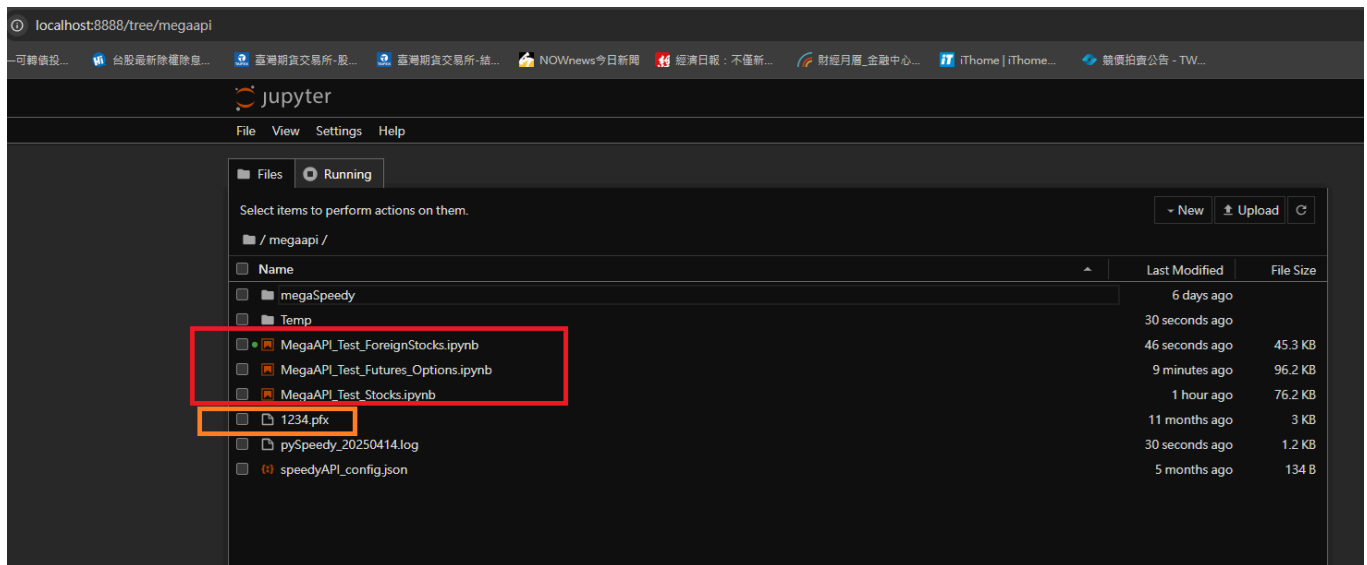 localhost:8888/tree/megaapi
一可轉債投... 台股最新除權除息... 臺灣期貨交易所-股... 臺灣期貨交易所-結... NOWnews今日新聞 經濟日報：不僅新... 財經月曆_金融中心... iThome | iThome... 競價拍賣公告 - TW...
jupyter
File View Settings Help
Files Running
Select items to perform actions on them.
New Upload
/ megaapi /
Name Last Modified File Size
megaSpeedy 6 days ago
Temp 30 seconds ago
MegaAPI_Test_ForeignStocks.ipynb 46 seconds ago 45.3 KB
MegaAPI_Test_Futures_Options.ipynb 9 minutes ago 96.2 KB
MegaAPI_Test_Stocks.ipynb 1 hour ago 76.2 KB
1234.pfx 11 months ago 3 KB
pySpeedy_20250414.log 30 seconds ago 1.2 KB
speedyAPI_config.json 5 months ago 134 B